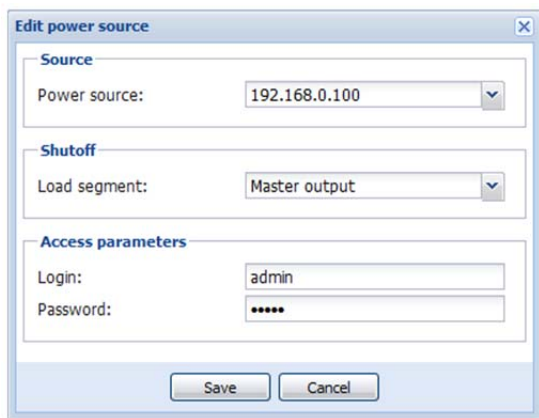 Edit power source
Source
Power source: 192.168.0.100
Shutoff
Load segment: Master output
Access parameters
Login: admin
Password: •••••
Save Cancel